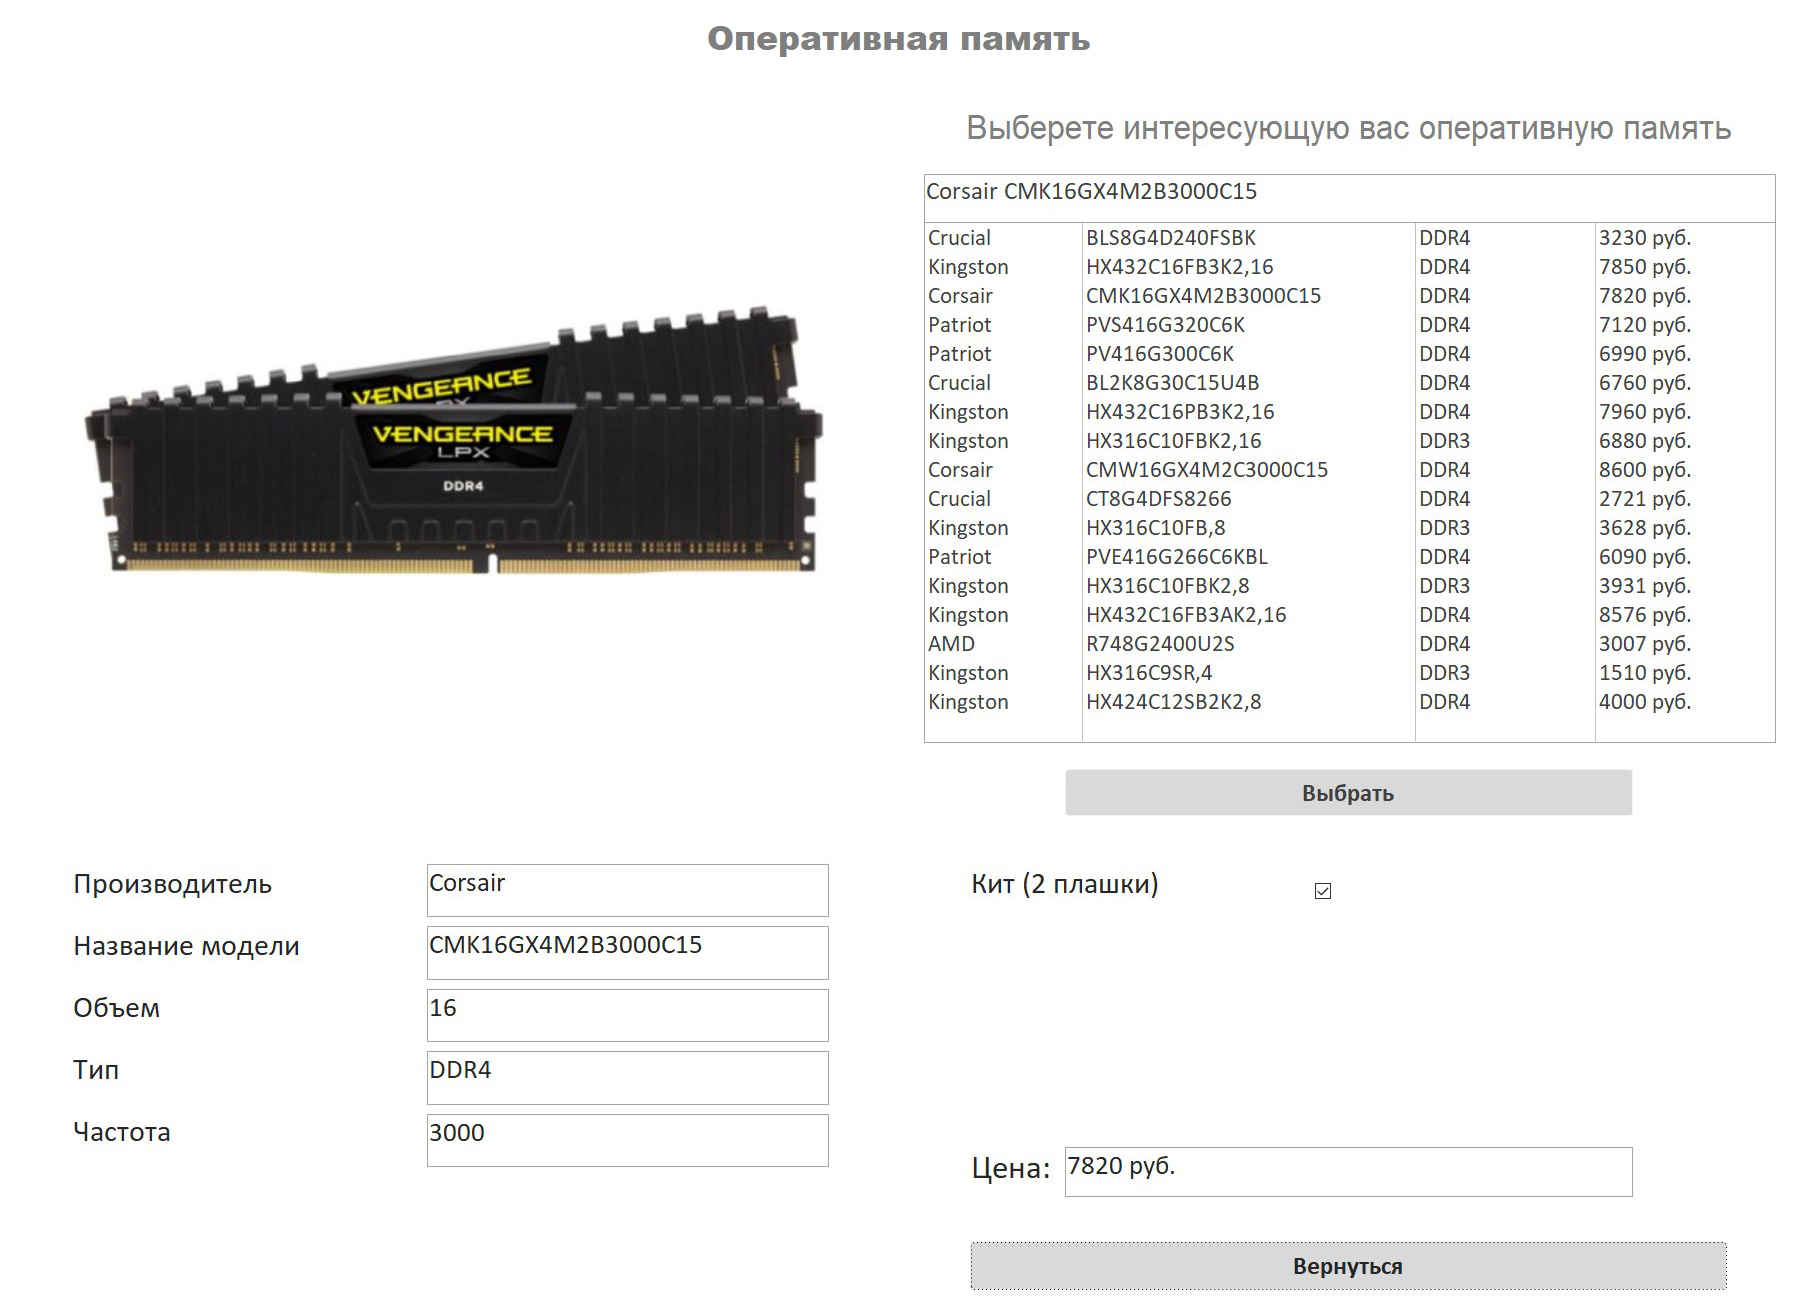 Оперативная память
Выберете интересующую вас оперативную память
Corsair CMK16GX4M2B3000C15
Crucial BLS8G4D240FSBK DDR4 3230 руб.
Kingston HX432C16FB3K2,16 DDR4 7850 руб.
Corsair CMK16GX4M2B3000C15 DDR4 7820 руб.
Patriot PVS416G320C6K DDR4 7120 руб.
Patriot PV416G300C6K DDR4 6990 руб.
Crucial BL2K8G30C15U4B DDR4 6760 руб.
Kingston HX432C16PB3K2,16 DDR4 7960 руб.
Kingston HX316C10FBK2,16 DDR3 6880 руб.
Corsair CMW16GX4M2C3000C15 DDR4 8600 руб.
Crucial CT8G4DFS8266 DDR4 2721 руб.
Kingston HX316C10FB,8 DDR3 3628 руб.
Patriot PVE416G266C6KBL DDR4 6090 руб.
Kingston HX316C10FBK2,8 DDR3 3931 руб.
Kingston HX432C16FB3AK2,16 DDR4 8576 руб.
AMD R748G2400U2S DDR4 3007 руб.
Kingston HX316C9SR,4 DDR3 1510 руб.
Kingston HX424C12SB2K2,8 DDR4 4000 руб.
VENGEANCE
VENGEANCE
LPX
DDR4
Выбрать
Производитель Corsair
Название модели CMK16GX4M2B3000C15
Объем 16
Тип DDR4
Частота 3000
Кит (2 плашки)
Цена: 7820 руб.
Вернуться